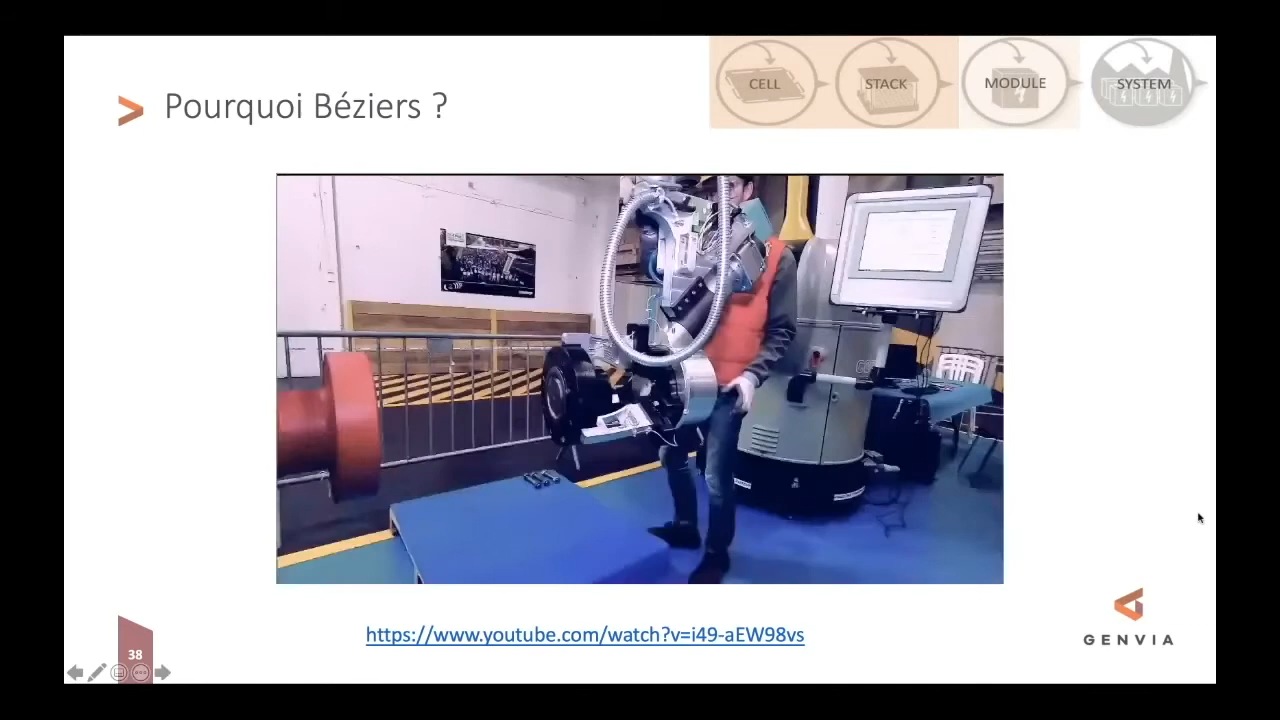 CELL
STACK
MODULE
SYSTEM
Pourquoi Béziers ?
https://www.youtube.com/watch?v=i49-aEW98vs
GENVIA
38